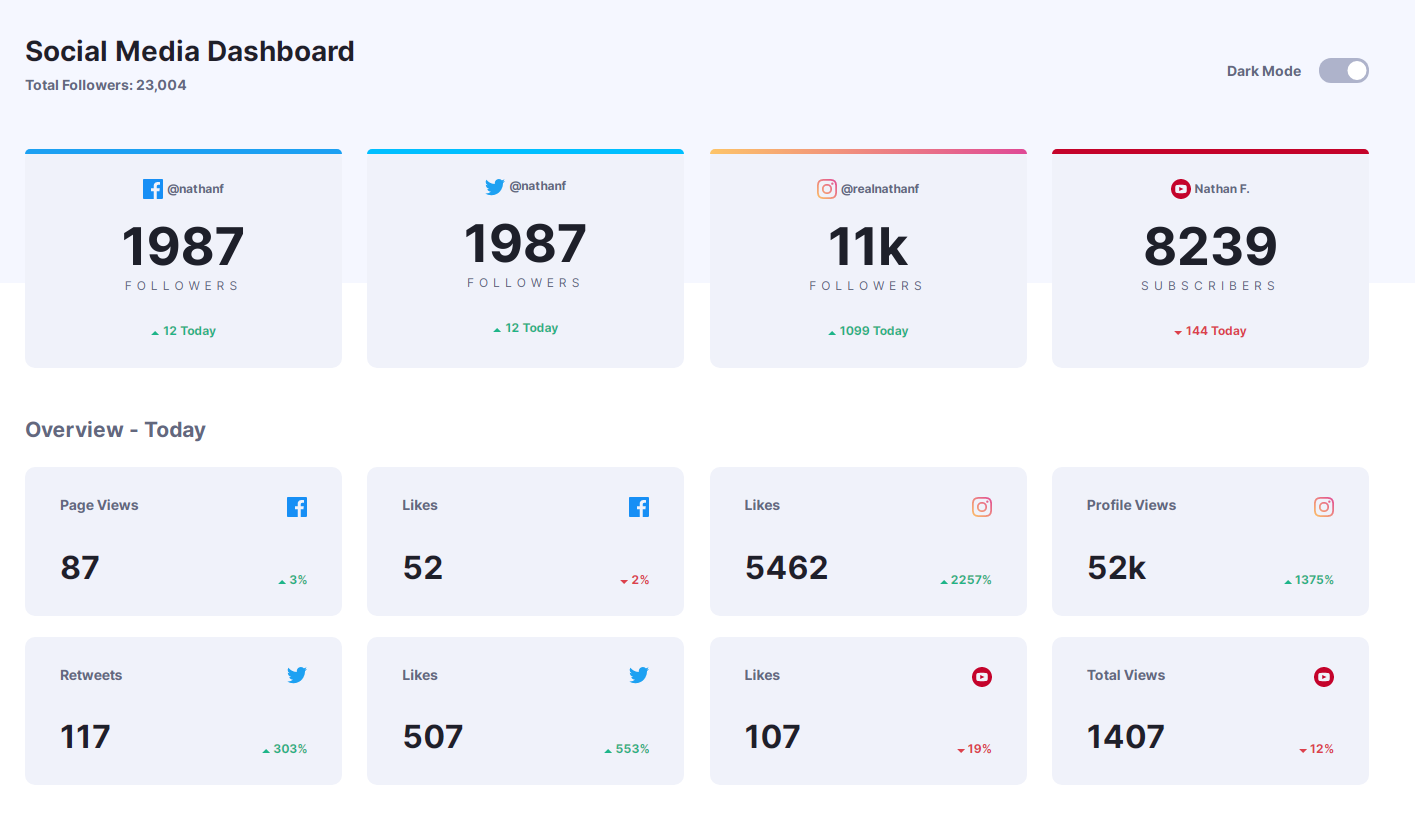 Social Media Dashboard
Total Followers: 23,004
Dark Mode
@nathanf
1987
FOLLOWERS
12 Today
@nathanf
1987
FOLLOWERS
12 Today
@realnathanf
11k
FOLLOWERS
1099 Today
Nathan F.
8239
SUBSCRIBERS
144 Today
Overview - Today
Page Views
87
3%
Likes
52
2%
Likes
5462
2257%
Profile Views
52k
1375%
Retweets
117
303%
Likes
507
553%
Likes
107
19%
Total Views
1407
12%